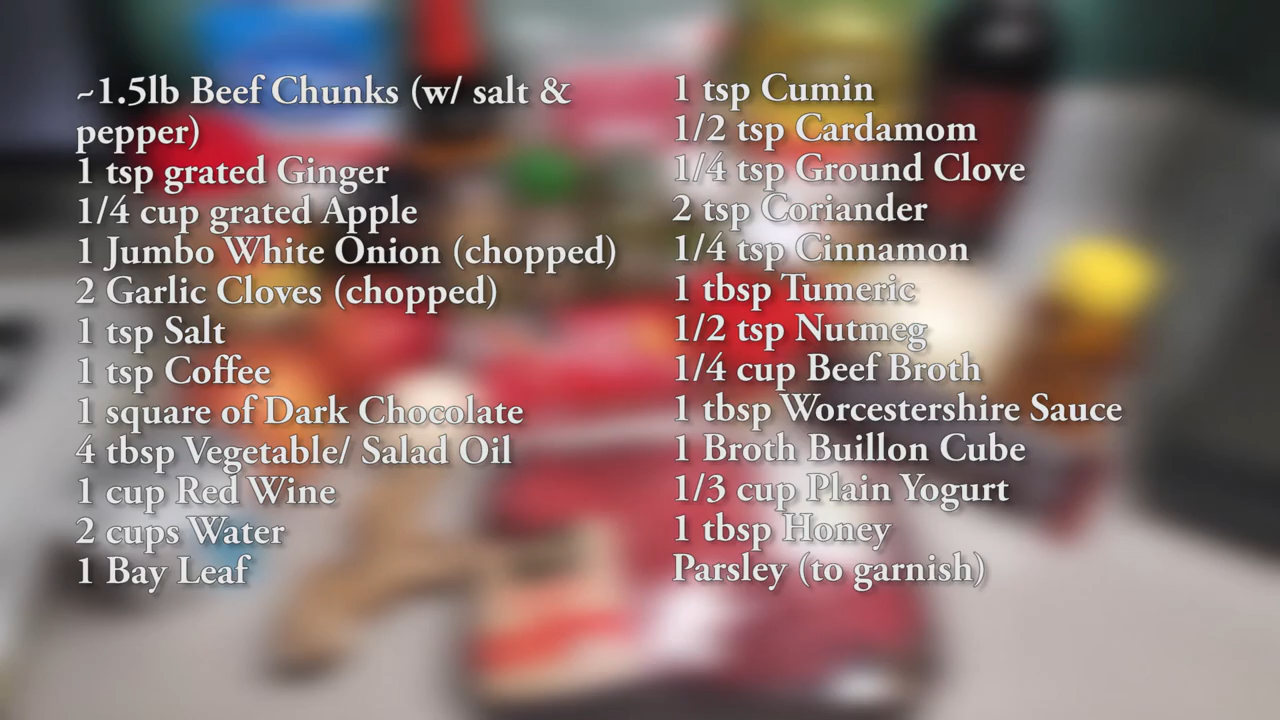 ~1.5lb Beef Chunks (w/ salt &
pepper)
1 tsp grated Ginger
1/4 cup grated Apple
1 Jumbo White Onion (chopped)
2 Garlic Cloves (chopped)
1 tsp Salt
1 tsp Coffee
1 square of Dark Chocolate
4 tbsp Vegetable/ Salad Oil
1 cup Red Wine
2 cups Water
1 Bay Leaf
1 tsp Cumin
1/2 tsp Cardamom
1/4 tsp Ground Clove
2 tsp Coriander
1/4 tsp Cinnamon
1 tbsp Tumeric
1/2 tsp Nutmeg
1/4 cup Beef Broth
1 tbsp Worcestershire Sauce
1 Broth Buillon Cube
1/3 cup Plain Yogurt
1 tbsp Honey
Parsley (to garnish)